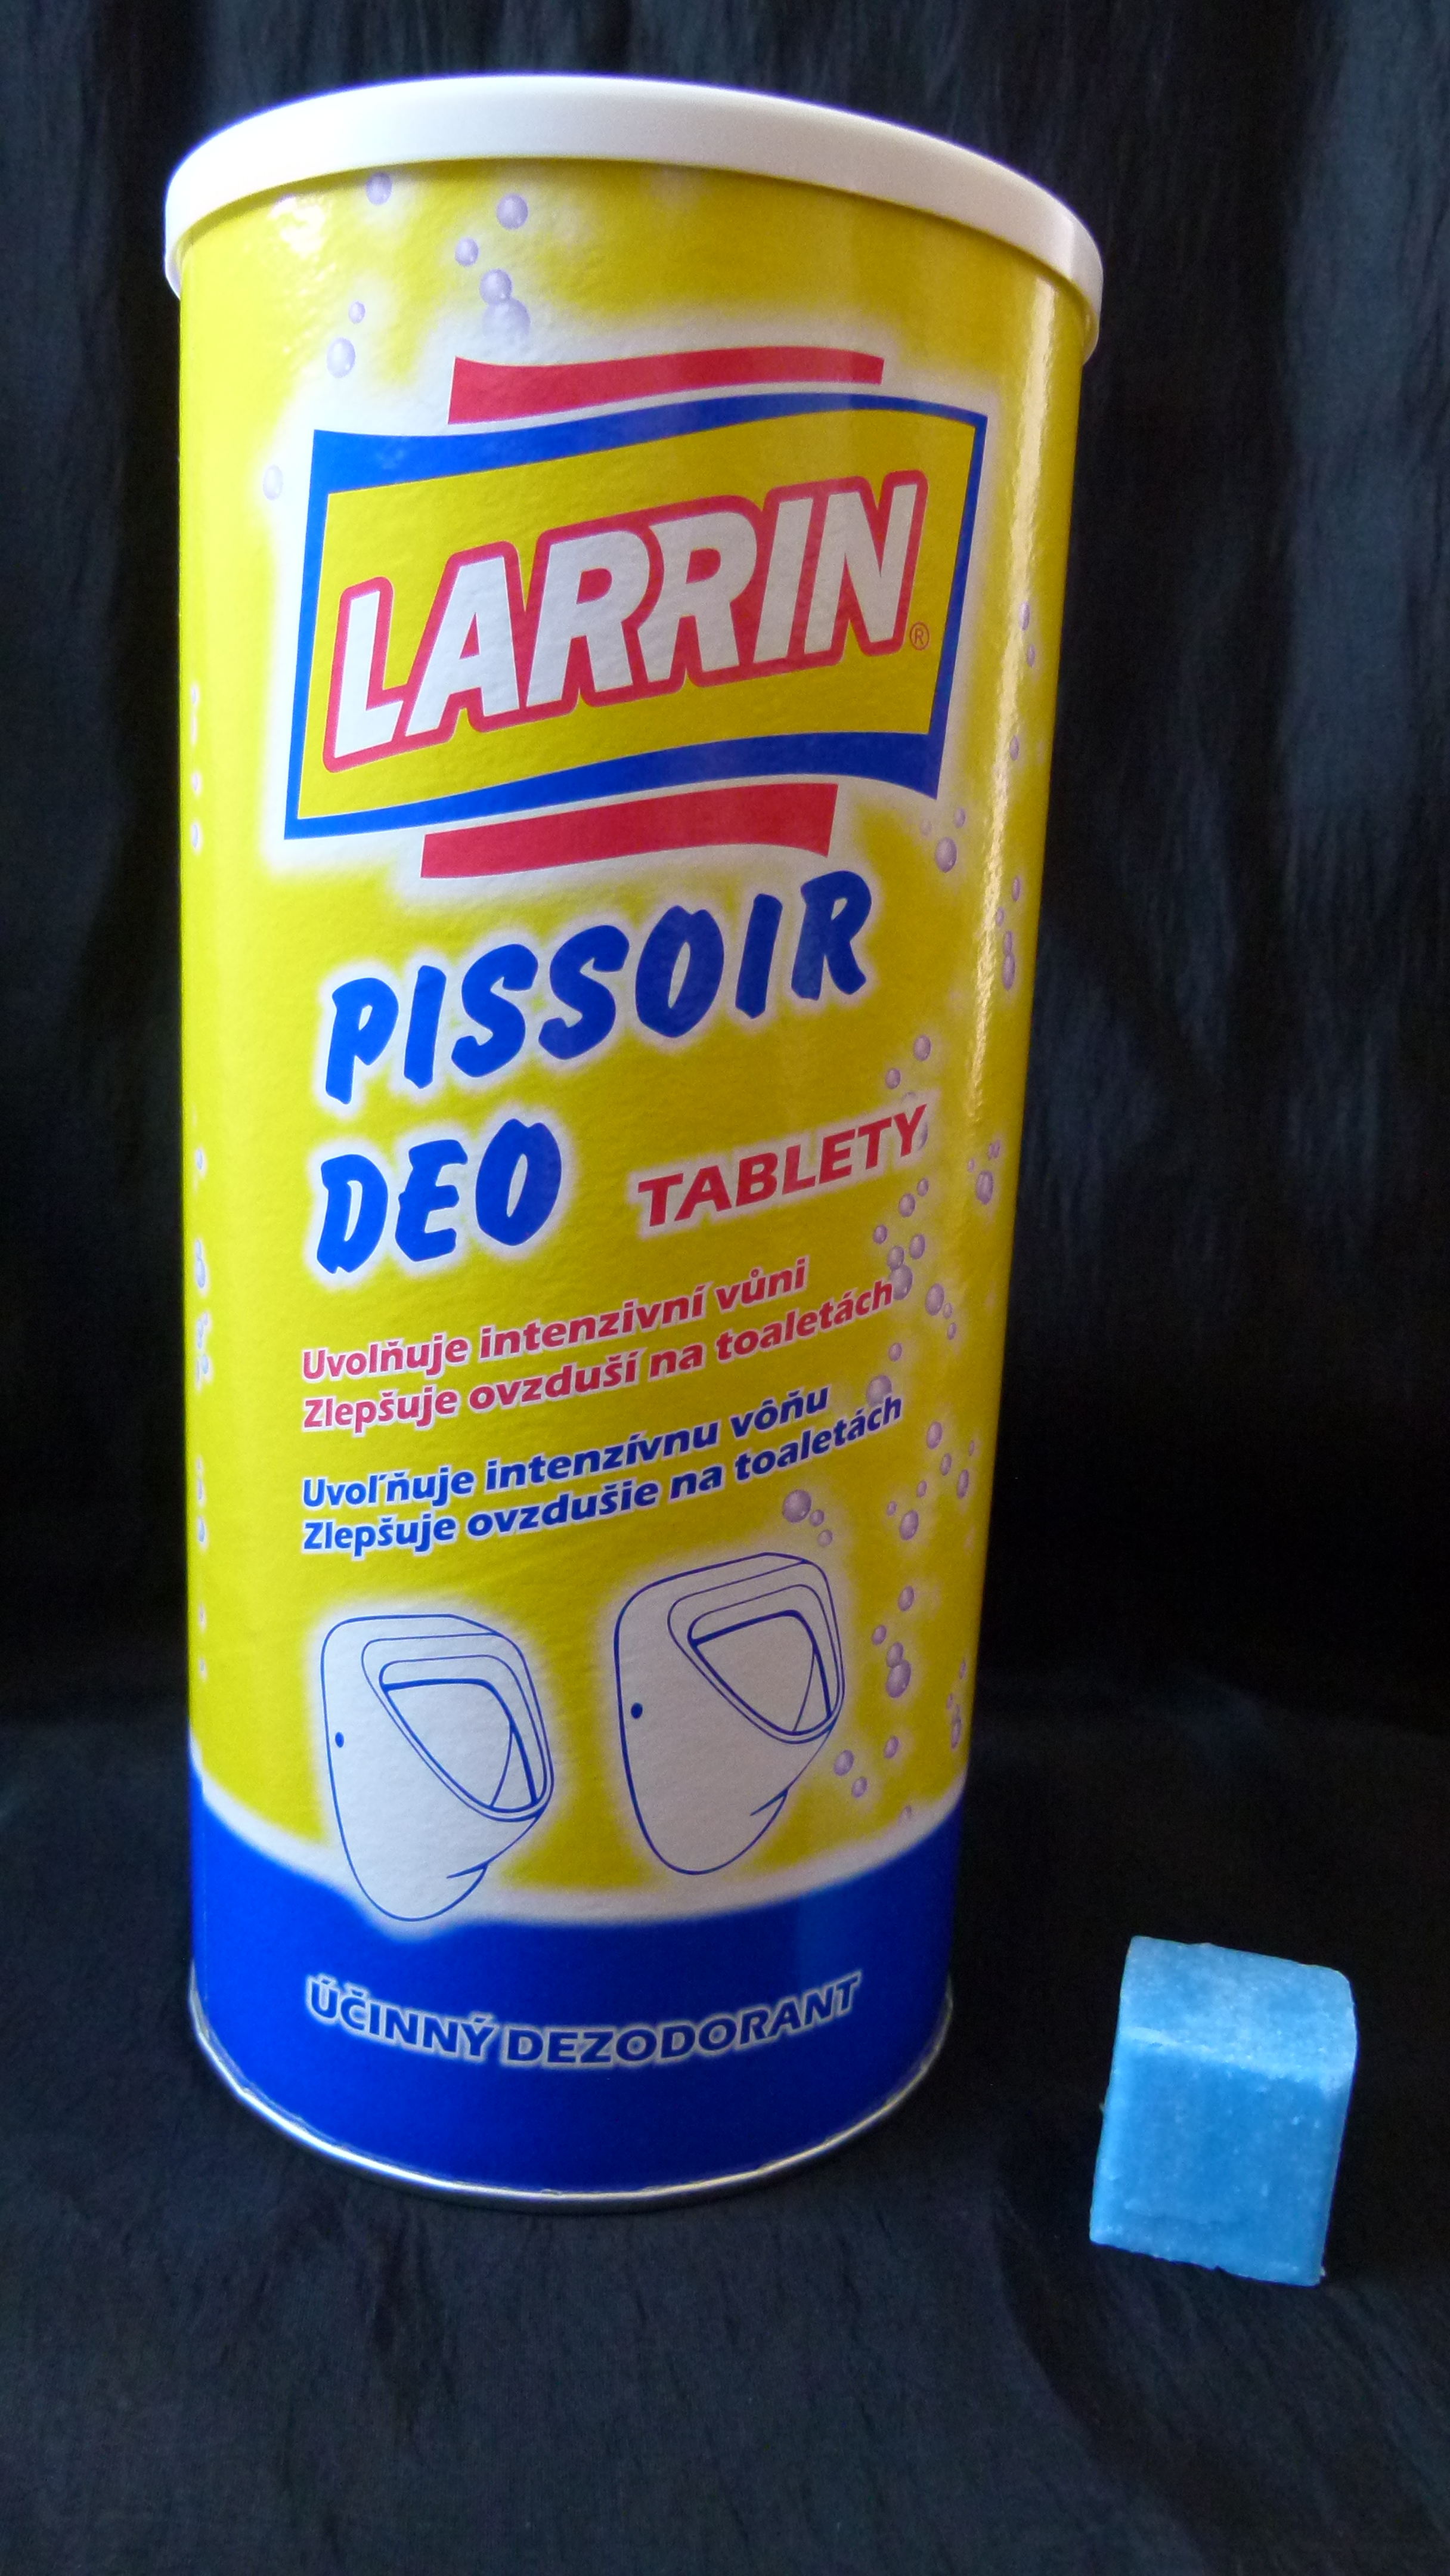 LARRIN®
PISSOIR
DEO TABLETY
Uvolňuje intenzivní vůni
Zlepšuje ovzduší na toaletách
Uvoľňuje intenzívnu vôňu
Zlepšuje ovzdušie na toaletách
ÚČINNÝ DEZODORANT